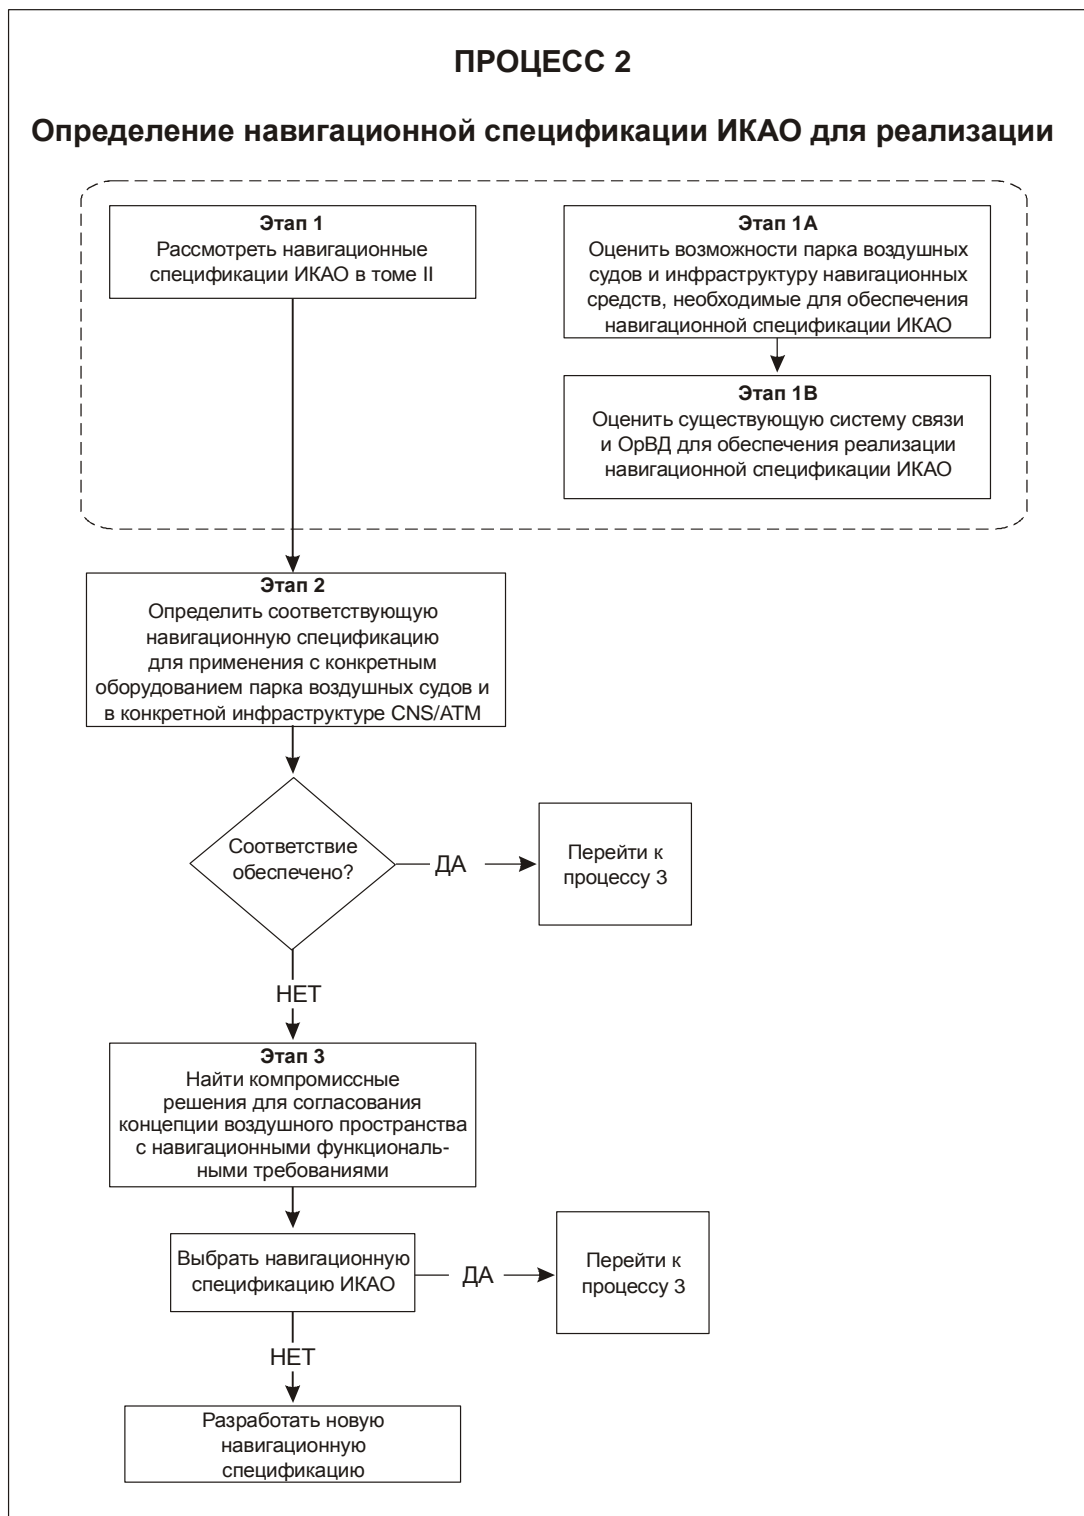 ПРОЦЕСС 2
Определение навигационной спецификации ИКАО для реализации
Этап 1
Рассмотреть навигационные
спецификации ИКАО в томе II
Этап 1А
Оценить возможности парка воздушных
судов и инфраструктуру навигационных
средств, необходимые для обеспечения
навигационной спецификации ИКАО
Этап 1В
Оценить существующую систему связи
и ОрВД для обеспечения реализации
навигационной спецификации ИКАО
Этап 2
Определить соответствующую
навигационную спецификацию
для применения с конкретным
оборудованием парка воздушных судов и
в конкретной инфраструктуре CNS/ATM
Соответствие
обеспечено?
ДА
Перейти к
процессу 3
НЕТ
Этап 3
Найти компромиссные
решения для согласования
концепции воздушного пространства
с навигационными функциональ-
ными требованиями
Выбрать навигационную
спецификацию ИКАО
ДА
Перейти к
процессу 3
НЕТ
Разработать новую
навигационную
спецификацию